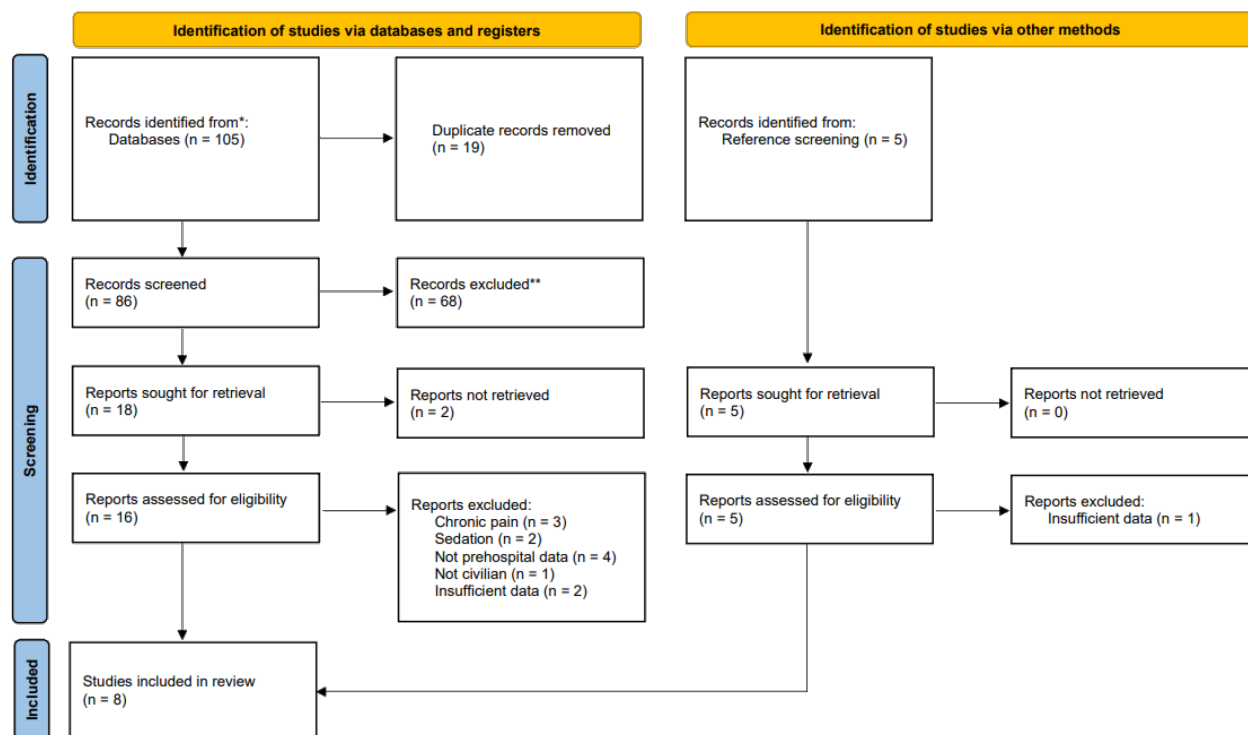 Identification of studies via databases and registers
Identification of studies via other methods
Identification
Records identified from*:
Databases (n = 105)
Duplicate records removed
(n = 19)
Records identified from:
Reference screening (n = 5)
Screening
Records screened
(n = 86)
Records excluded**
(n = 68)
Reports sought for retrieval
(n = 18)
Reports not retrieved
(n = 2)
Reports sought for retrieval
(n = 5)
Reports not retrieved
(n = 0)
Reports assessed for eligibility
(n = 16)
Reports excluded:
Chronic pain (n = 3)
Sedation (n = 2)
Not prehospital data (n = 4)
Not civilian (n = 1)
Insufficient data (n = 2)
Reports assessed for eligibility
(n = 5)
Reports excluded:
Insufficient data (n = 1)
Included
Studies included in review
(n = 8)